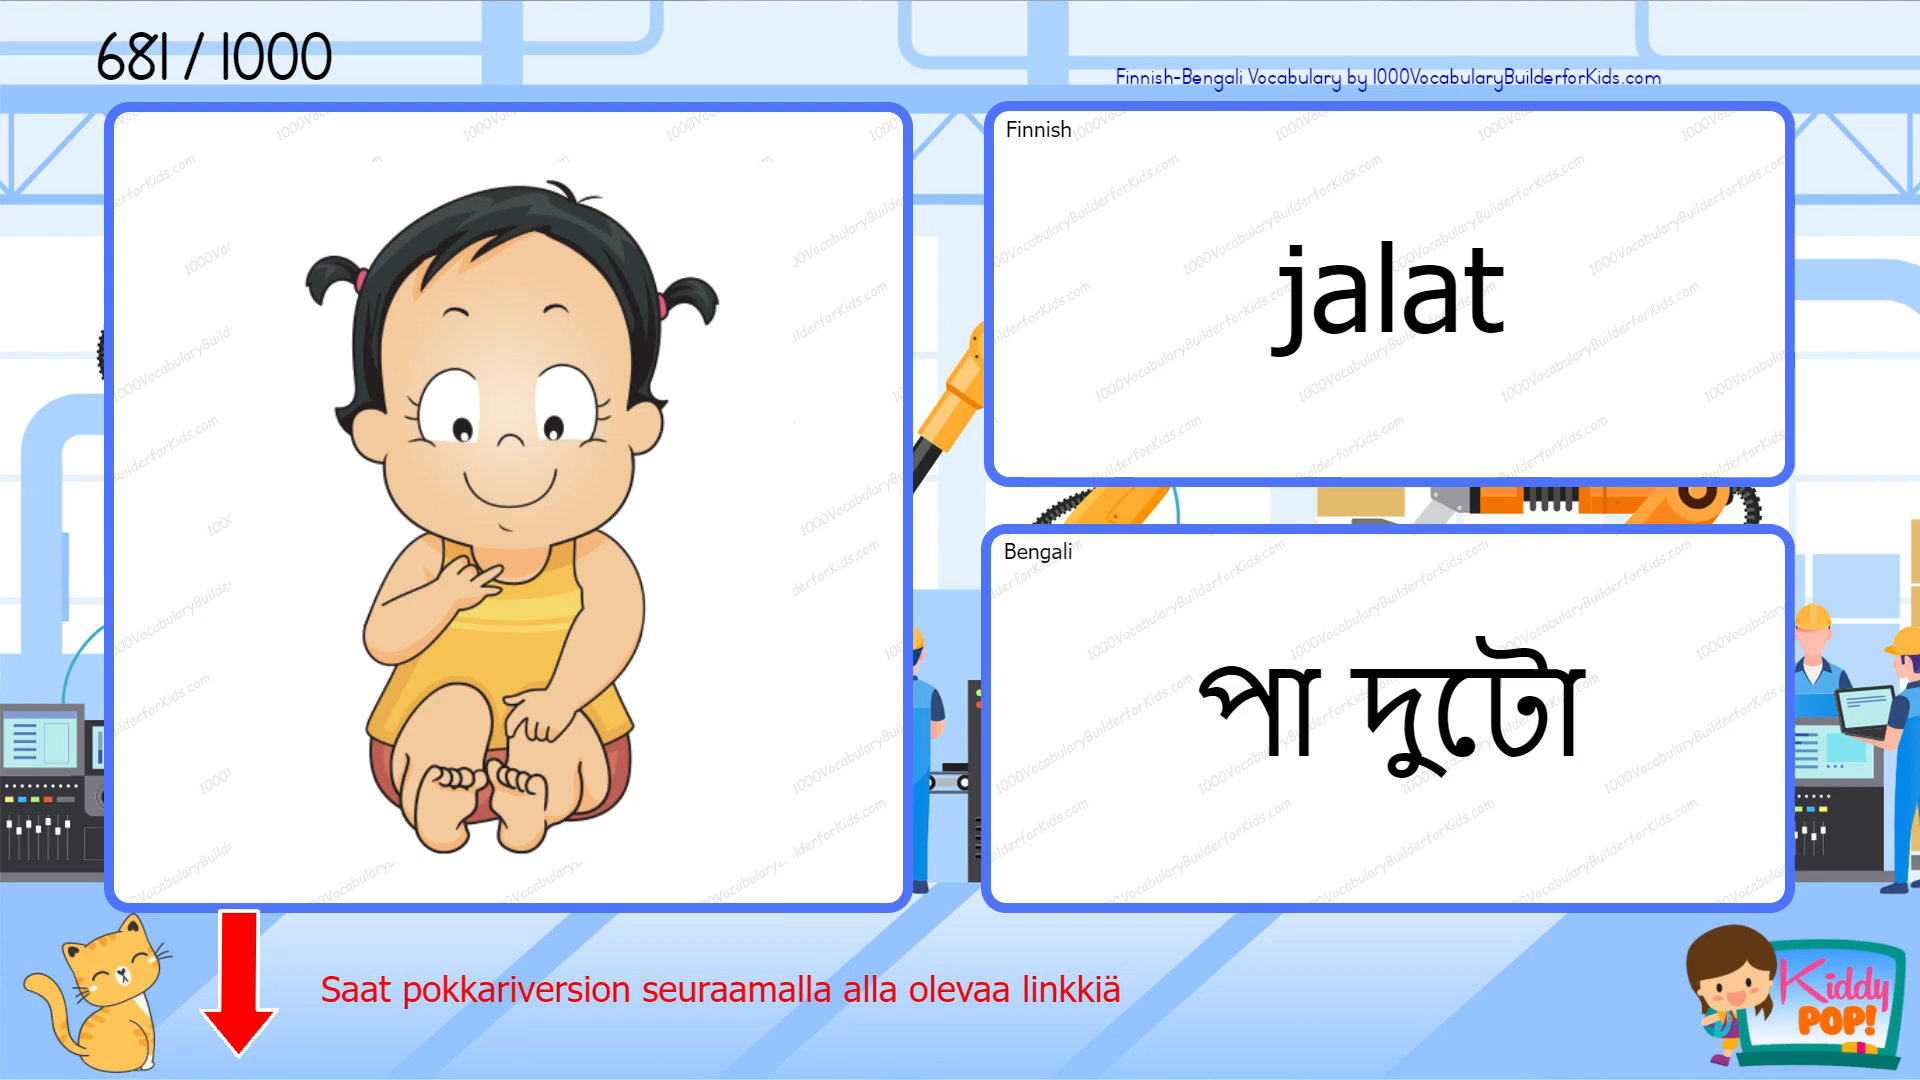 681 / 1000
Finnish-Bengali Vocabulary by 1000VocabularyBuilderforKids.com
Finnish
jalat
Bengali
পা দুটো
Saat pokkariversion seuraamalla alla olevaa linkkiä
Kiddy
POP!